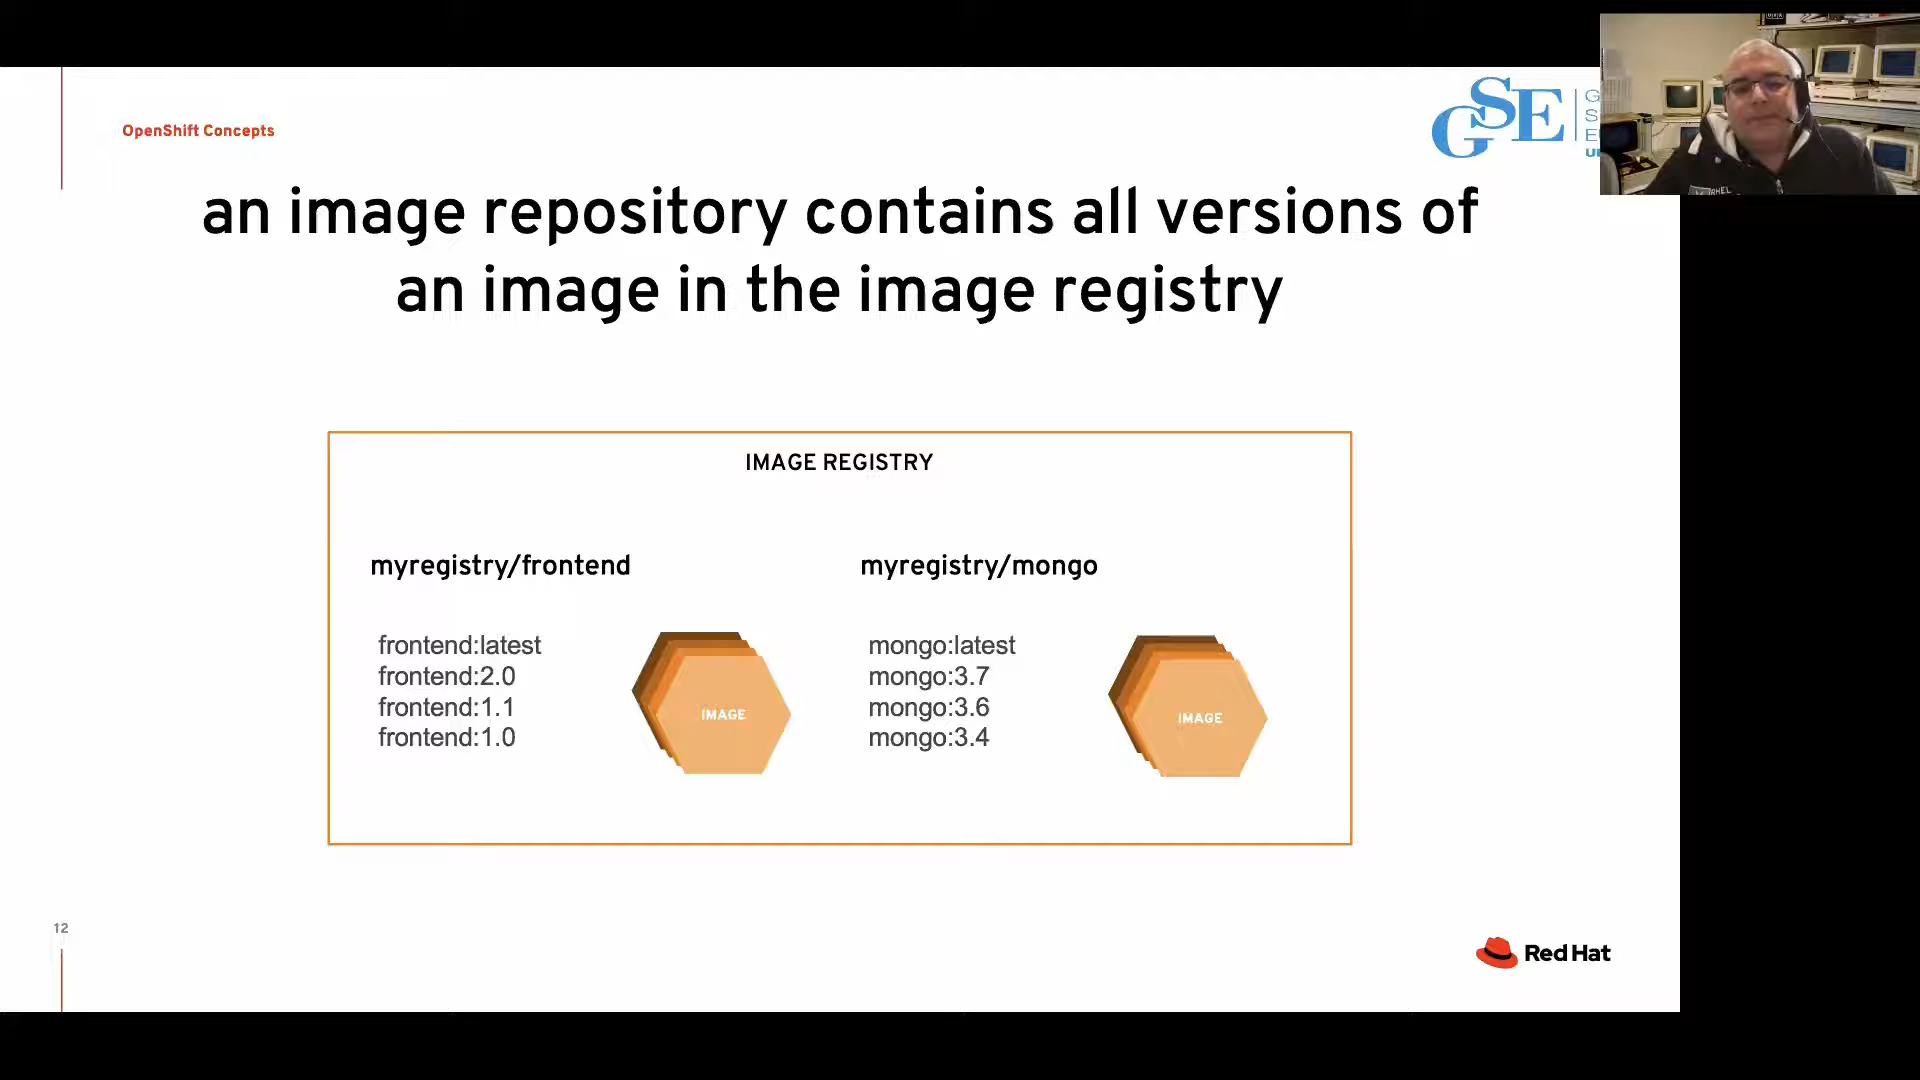 OpenShift Concepts
GSE
G
S
E
an image repository contains all versions of
an image in the image registry
IMAGE REGISTRY
myregistry/frontend
frontend:latest
frontend:2.0
frontend:1.1
frontend:1.0
IMAGE
myregistry/mongo
mongo:latest
mongo:3.7
mongo:3.6
mongo:3.4
IMAGE
12
Red Hat